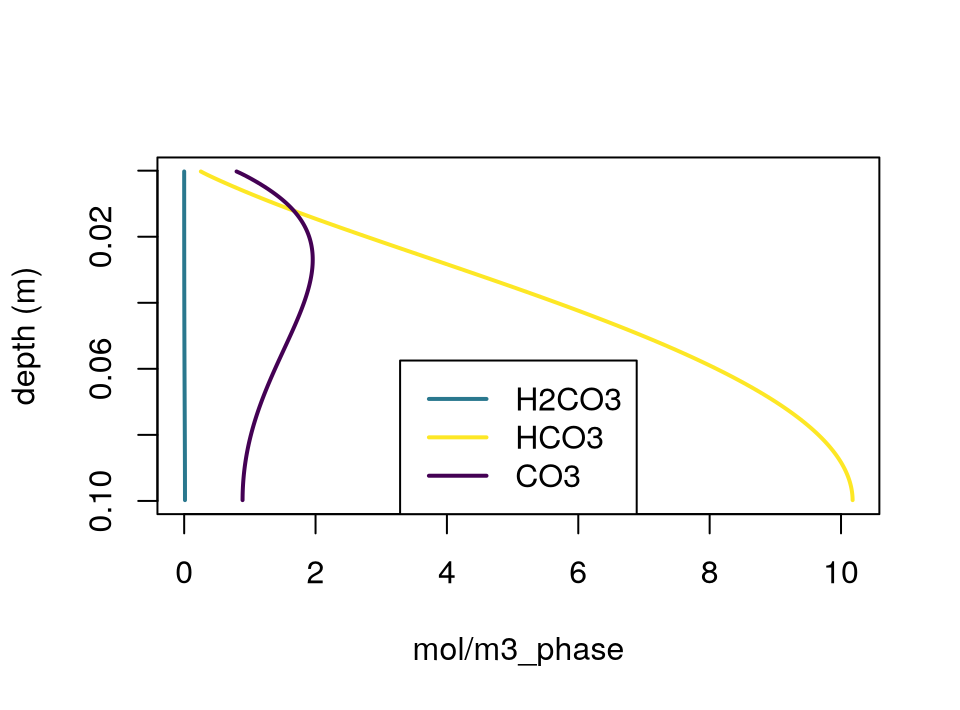 depth (m)
0.02
0.06
0.10
H2CO3
HCO3
CO3
0 2 4 6 8 10
mol/m3_phase